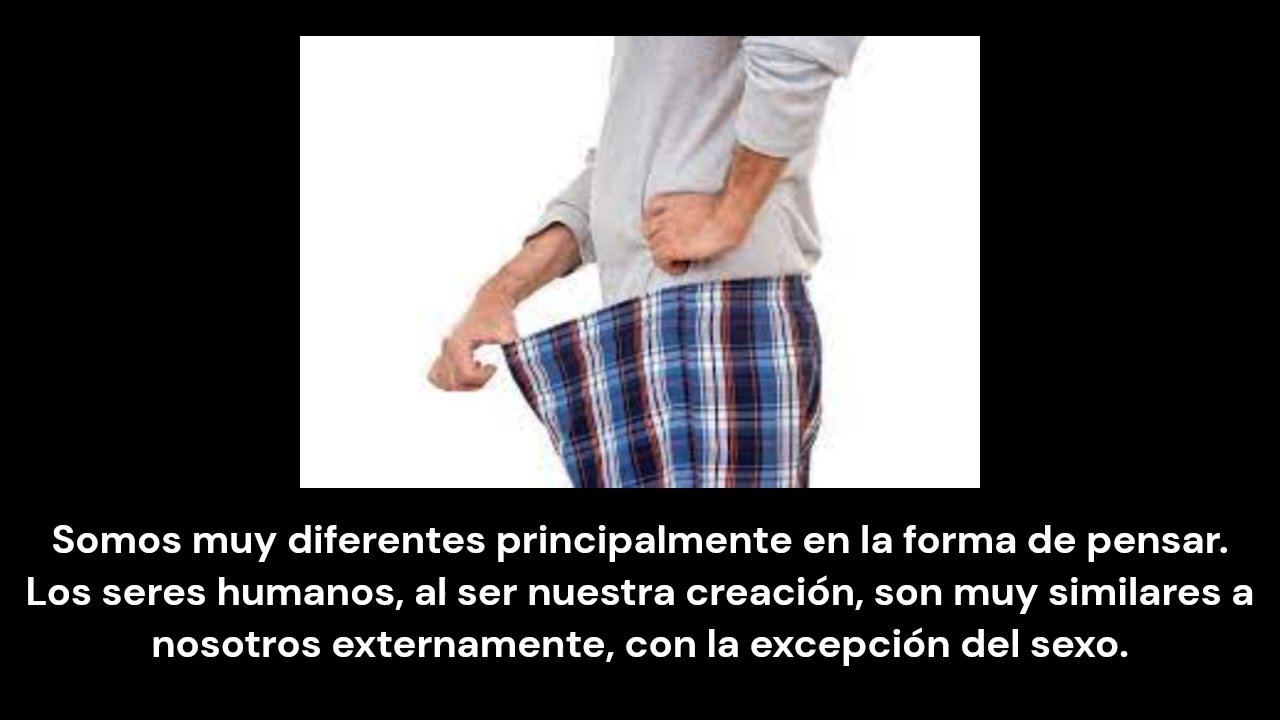 Somos muy diferentes principalmente en la forma de pensar.
Los seres humanos, al ser nuestra creación, son muy similares a
nosotros externamente, con la excepción del sexo.